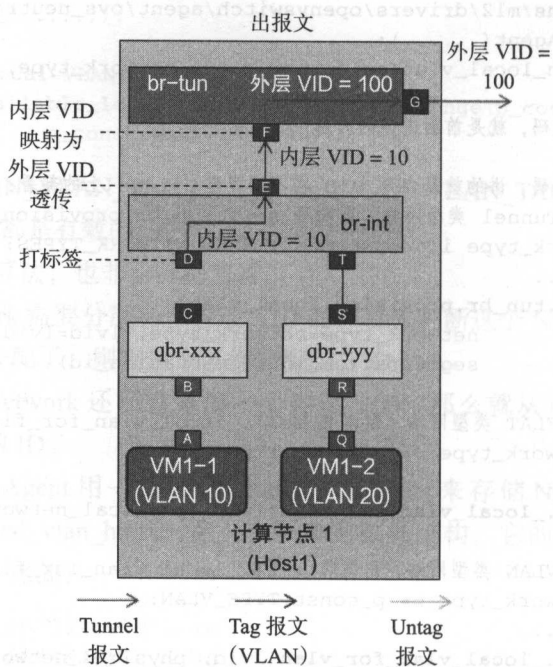 出报文
外层 VID =
100
br-tun 外层 VID = 100
G
内层 VID
映射为
外层 VID
F
内层 VID = 10
透传
E
br-int
内层 VID = 10
打标签
D
T
C
S
qbr-xxx
qbr-yyy
B
R
A
Q
VM1-1
(VLAN 10)
VM1-2
(VLAN 20)
计算节点 1
(Host1)
Tunnel
报文
Tag 报文
(VLAN)
Untag
报文